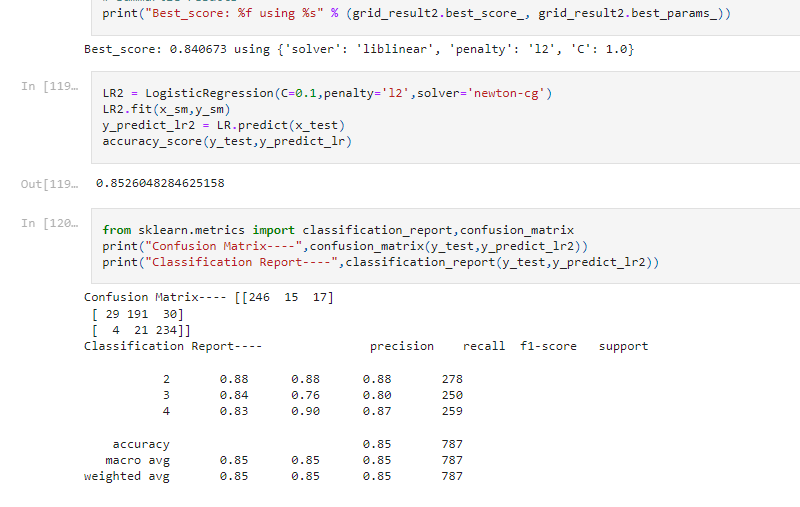 print("Best_score: %f using %s" % (grid_result2.best_score_, grid_result2.best_params_))
Best_score: 0.840673 using {'solver': 'liblinear', 'penalty': 'l2', 'C': 1.0}
In [119…
LR2 = LogisticRegression(C=0.1,penalty='l2',solver='newton-cg')
LR2.fit(x_sm,y_sm)
y_predict_lr2 = LR.predict(x_test)
accuracy_score(y_test,y_predict_lr)
Out[119…
0.8526048284625158
In [120…
from sklearn.metrics import classification_report,confusion_matrix
print("Confusion Matrix----",confusion_matrix(y_test,y_predict_lr2))
print("Classification Report----",classification_report(y_test,y_predict_lr2))
Confusion Matrix---- [[246  15  17]
[ 29 191  30]
[  4  21 234]]
Classification Report----               precision    recall  f1-score   support
2       0.88      0.88      0.88       278
3       0.84      0.76      0.80       250
4       0.83      0.90      0.87       259
accuracy                           0.85       787
macro avg       0.85      0.85      0.85       787
weighted avg       0.85      0.85      0.85       787